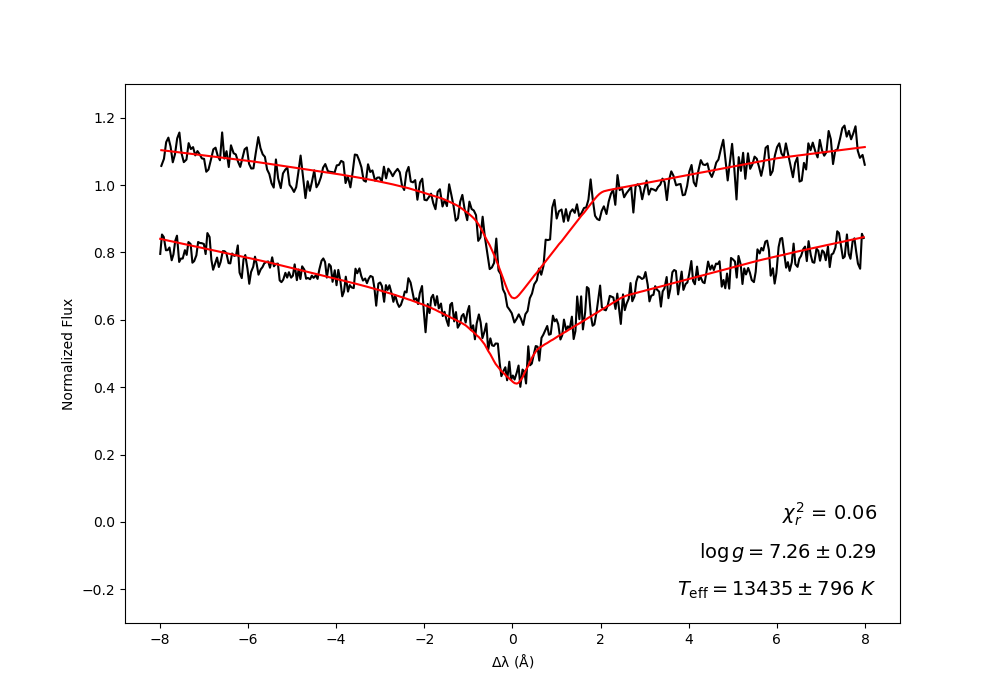 1.2
1.0
0.8
0.6
0.4
0.2
0.0
−0.2
Normalized Flux
χ²ᵣ = 0.06
log g = 7.26 ± 0.29
T_eff = 13435 ± 796 K
−8 −6 −4 −2 0 2 4 6 8
Δλ (Å)